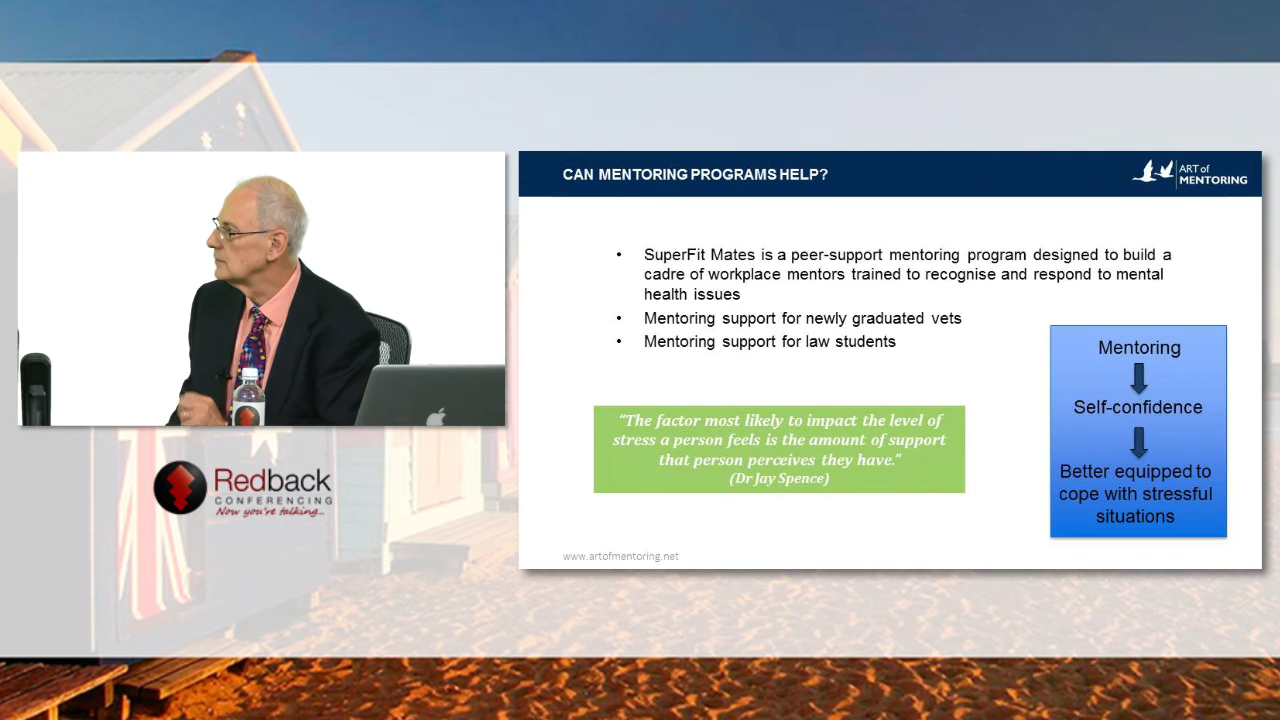 CAN MENTORING PROGRAMS HELP?
ART of
MENTORING
• SuperFit Mates is a peer-support mentoring program designed to build a
cadre of workplace mentors trained to recognise and respond to mental
health issues
• Mentoring support for newly graduated vets
• Mentoring support for law students
Mentoring
Self-confidence
Better equipped to
cope with stressful
situations
“The factor most likely to impact the level of
stress a person feels is the amount of support
that person perceives they have.”
(Dr Jay Spence)
Redback
CONFERENCING
Now you're talking...
www.artofmentoring.net